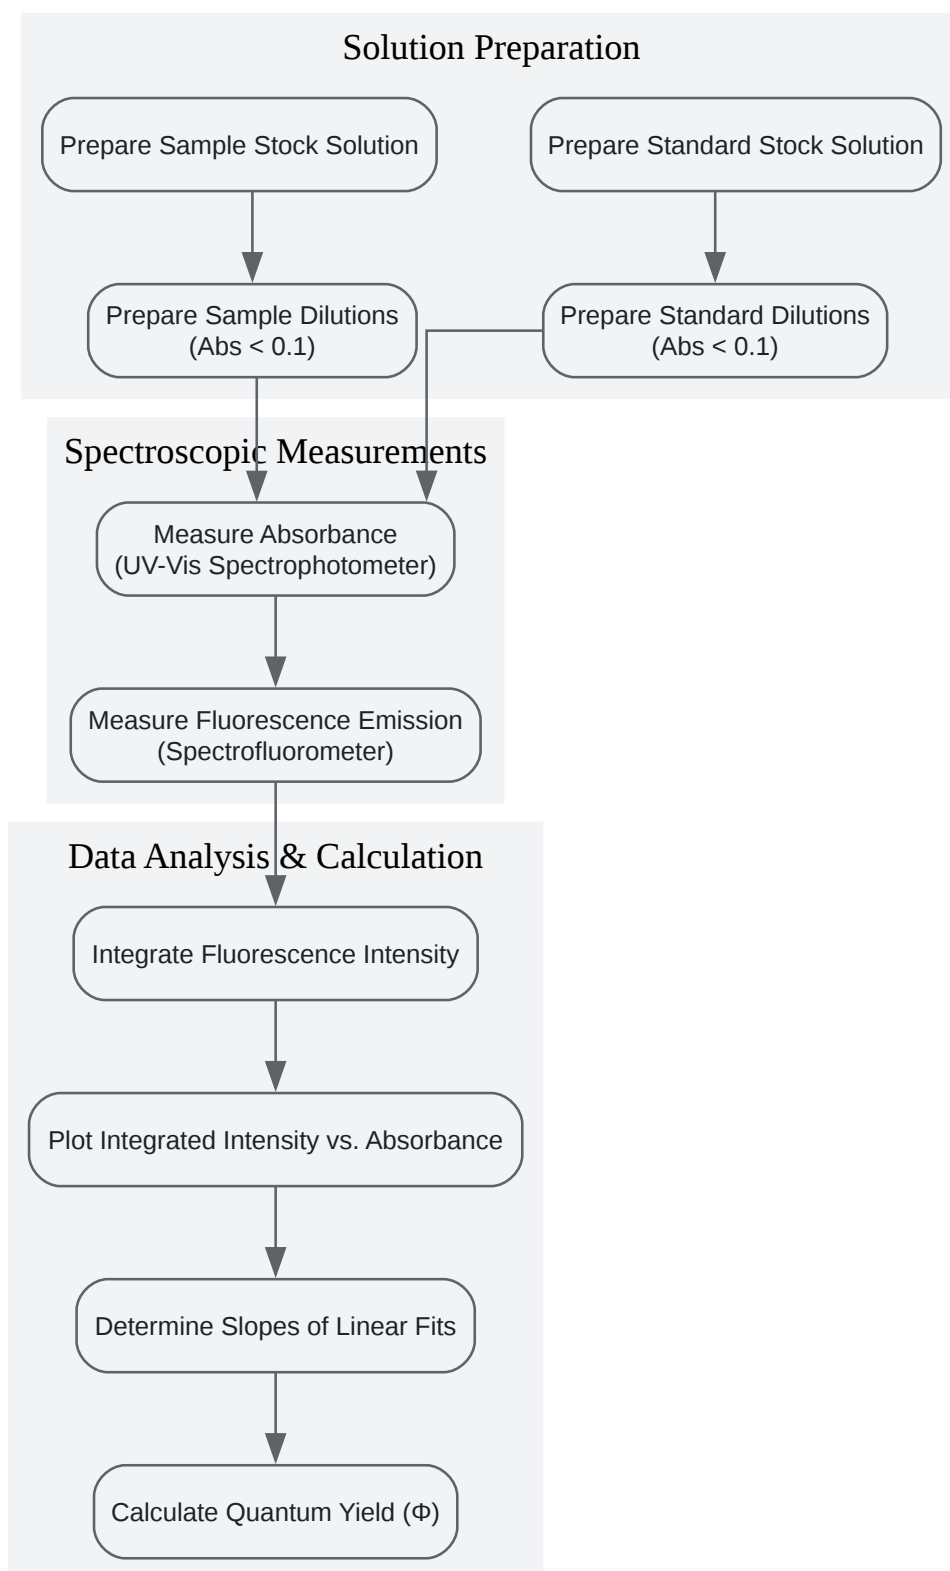 Solution Preparation
Prepare Sample Stock Solution
Prepare Standard Stock Solution
Prepare Sample Dilutions
(Abs < 0.1)
Prepare Standard Dilutions
(Abs < 0.1)
Spectroscopic Measurements
Measure Absorbance
(UV-Vis Spectrophotometer)
Measure Fluorescence Emission
(Spectrofluorometer)
Data Analysis & Calculation
Integrate Fluorescence Intensity
Plot Integrated Intensity vs. Absorbance
Determine Slopes of Linear Fits
Calculate Quantum Yield (Φ)